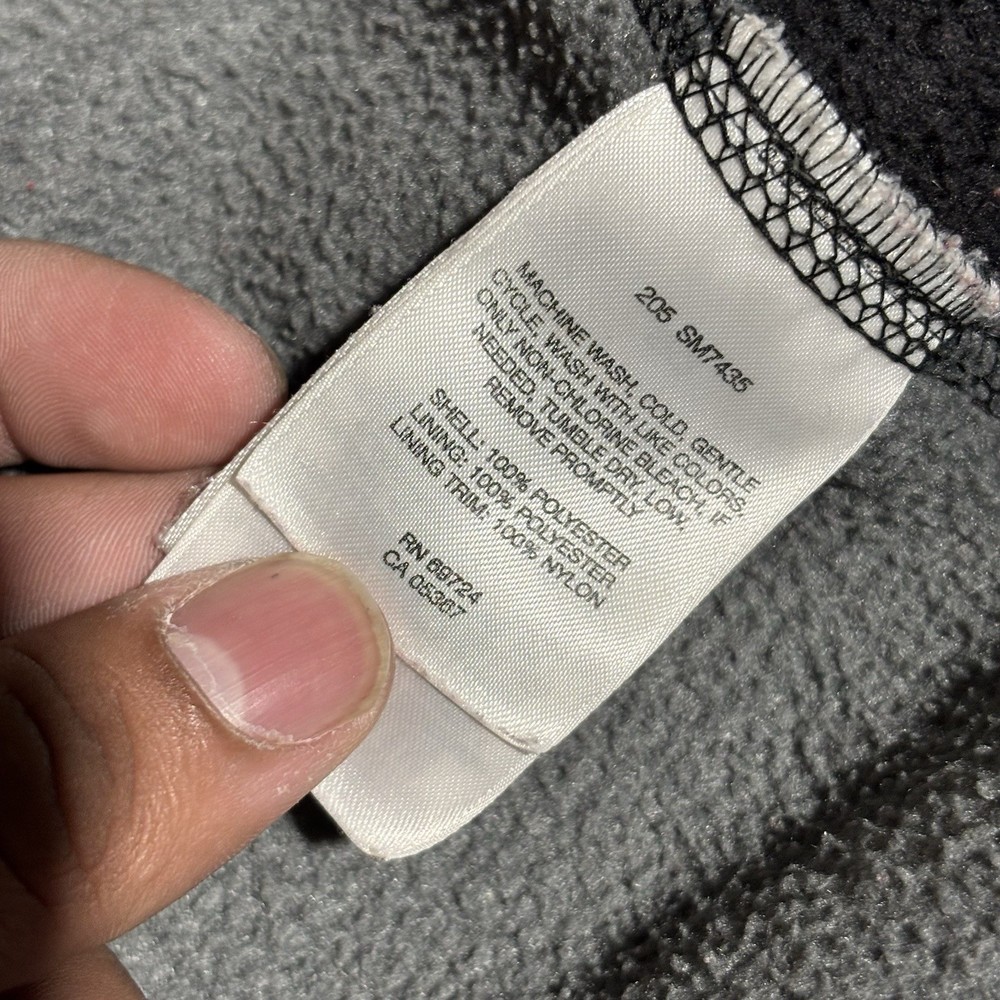 205 SM7435
MACHINE WASH, COLD, GENTLE
CYCLE, WASH WITH LIKE COLORS,
ONLY NON-CHLORINE BLEACH, IF
NEEDED, TUMBLE DRY, LOW,
REMOVE PROMPTLY
SHELL: 100% POLYESTER
LINING: 100% POLYESTER
LINING TRIM: 100% NYLON
RN 69724
CA 05367